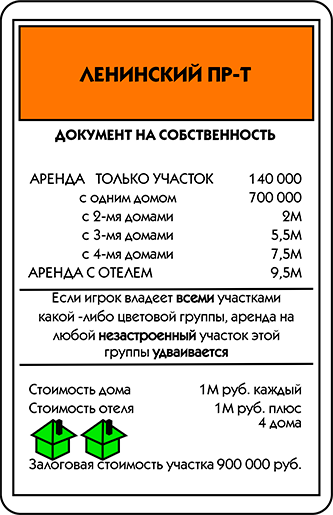 ЛЕНИНСКИЙ ПР-Т
ДОКУМЕНТ НА СОБСТВЕННОСТЬ
АРЕНДА ТОЛЬКО УЧАСТОК 140 000
с одним домом 700 000
с 2-мя домами 2М
с 3-мя домами 5,5М
с 4-мя домами 7,5М
АРЕНДА С ОТЕЛЕМ 9,5М
Если игрок владеет всеми участками
какой -либо цветовой группы, аренда на
любой незастроенный участок этой
группы удваивается
Стоимость дома 1М руб. каждый
Стоимость отеля 1М руб. плюс
4 дома
Залоговая стоимость участка 900 000 руб.